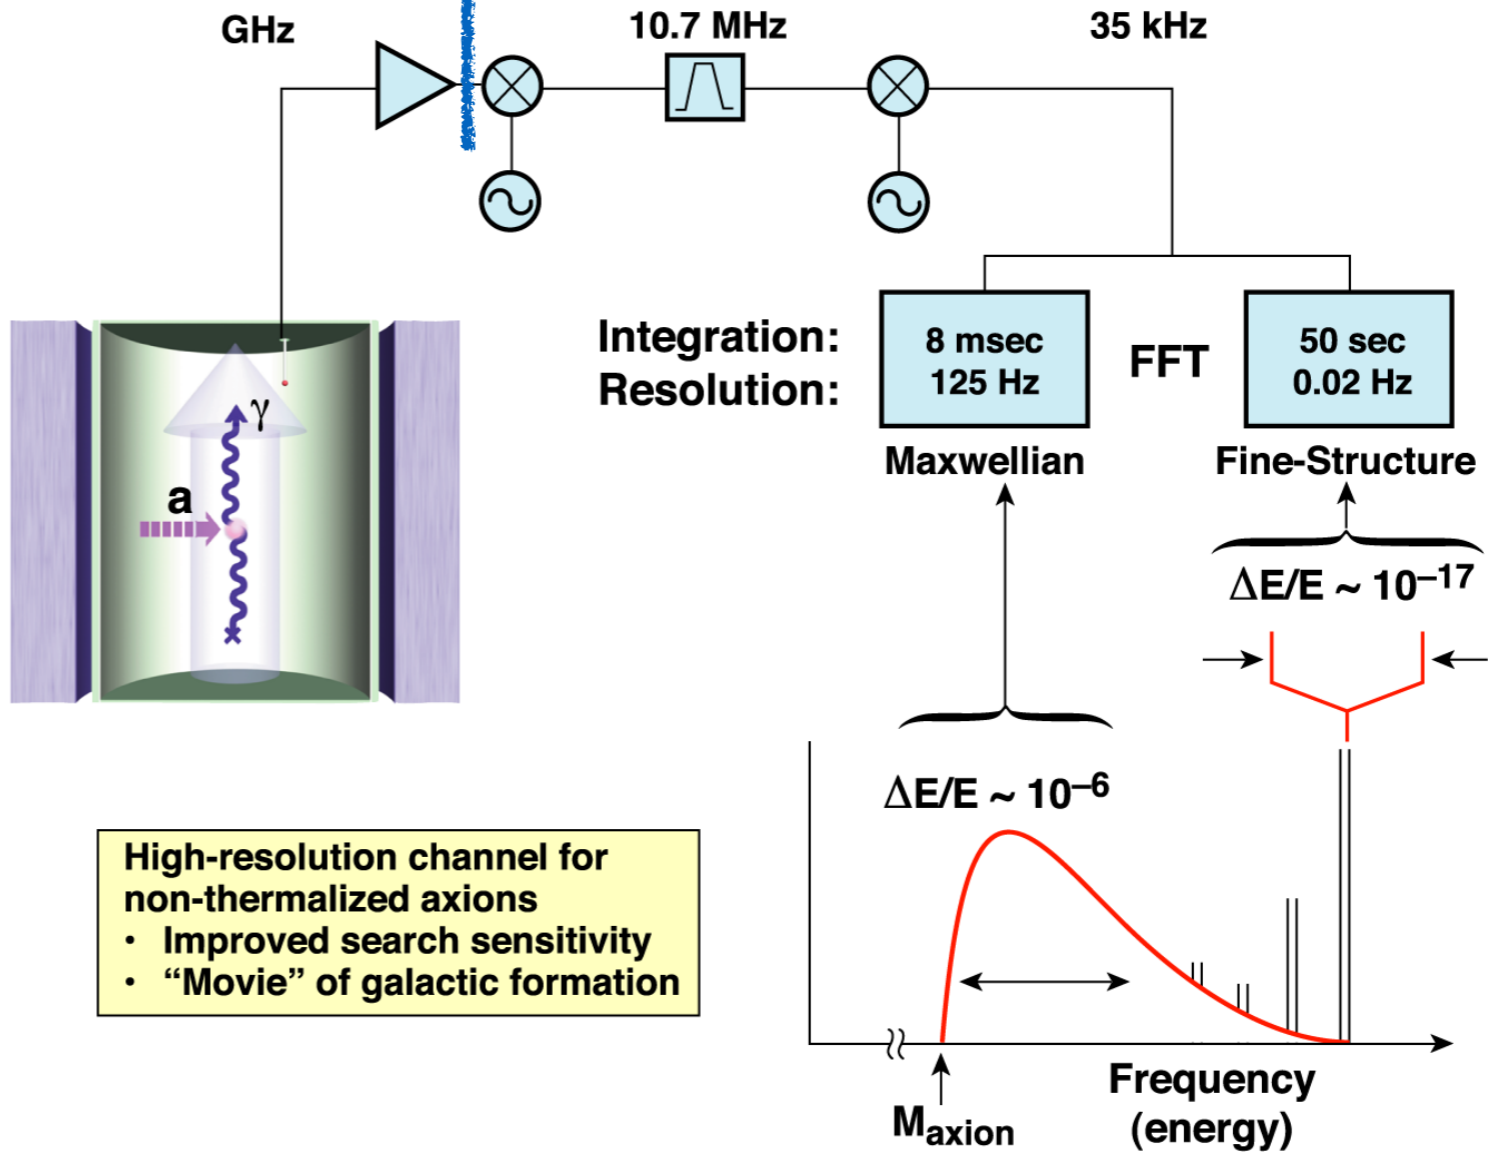 GHz
10.7 MHz
35 kHz
Integration:
Resolution:
8 msec
125 Hz
FFT
50 sec
0.02 Hz
Maxwellian
Fine-Structure
γ
a
ΔE/E ~ 10⁻¹⁷
ΔE/E ~ 10⁻⁶
High-resolution channel for
non-thermalized axions
• Improved search sensitivity
• “Movie” of galactic formation
Frequency
(energy)
Maxion